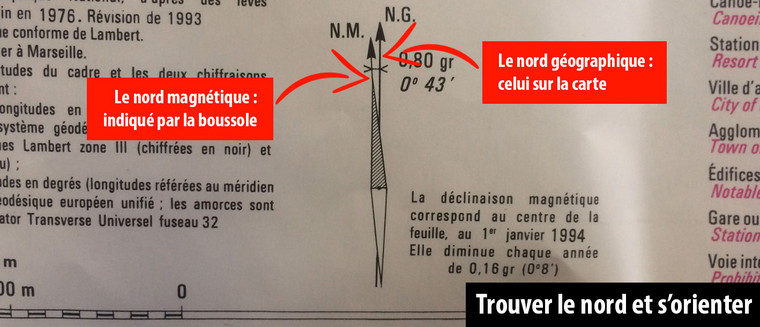 in en 1976. Révision de 1993
ue conforme de Lambert.
er à Marseille.
tudes du cadre et les deux chiffraisons
nt :
ongitudes en
système géodé
nes Lambert zone III (chiffrées en noir) et
u) ;
des en degrés (longitudes référées au méridien
odésique européen unifié ; les amorces sont
ator Transverse Universel fuseau 32
m
00 m
0
Le nord magnétique :
indiqué par la boussole
N.M.
N.G.
0,80 gr
0° 43′
Le nord géographique :
celui sur la carte
La déclinaison magnétique
correspond au centre de la
feuille, au 1er janvier 1994
Elle diminue chaque année
de 0,16 gr (0°8′)
Canoë-
Canoei
Station
Resort
Ville d'a
City of
Agglom
Town o
Édifices
Notable
Gare ou
Station
Voie inte
Prohibit
Trouver le nord et s'orienter